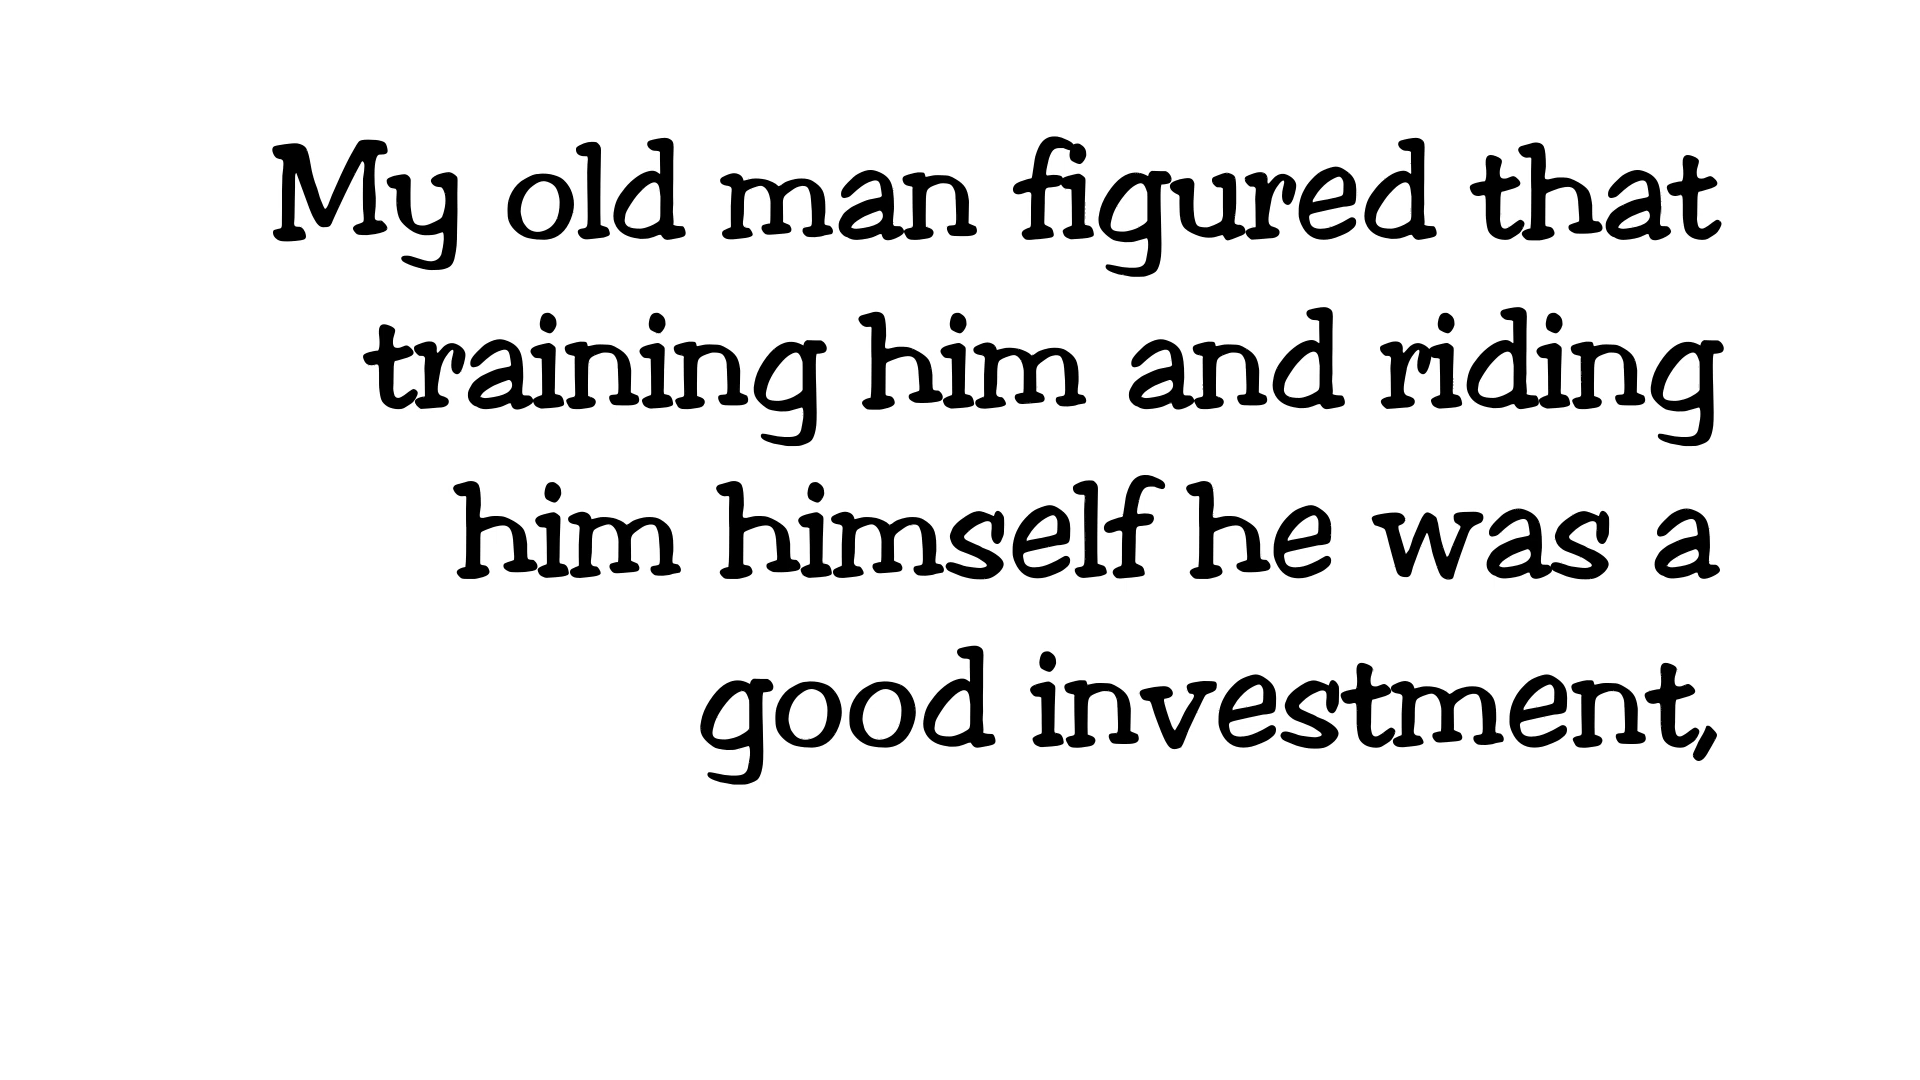 My old man figured that
training him and riding
him himself he was a
good investment,